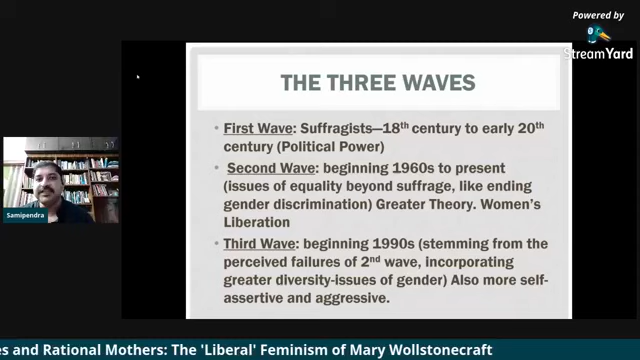 Powered by
StreamYard
THE THREE WAVES
• First Wave: Suffragists—18th century to early 20th
century (Political Power)
• Second Wave: beginning 1960s to present
(issues of equality beyond suffrage, like ending
gender discrimination) Greater Theory. Women's
Liberation
• Third Wave: beginning 1990s (stemming from the
perceived failures of 2nd wave, incorporating
greater diversity-issues of gender) Also more self-
assertive and aggressive.
Samipendra
es and Rational Mothers: The 'Liberal' Feminism of Mary Wollstonecraft